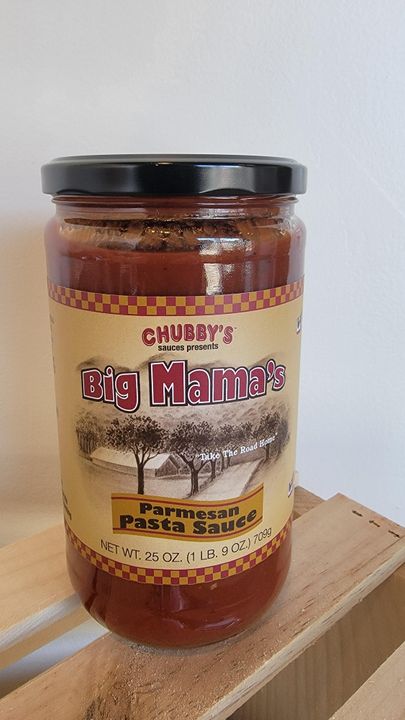 CHUBBY'S™
sauces presents
Big Mama's
"Take The Road Home"
Parmesan
Pasta Sauce
NET WT. 25 OZ. (1 LB. 9 OZ.) 709g